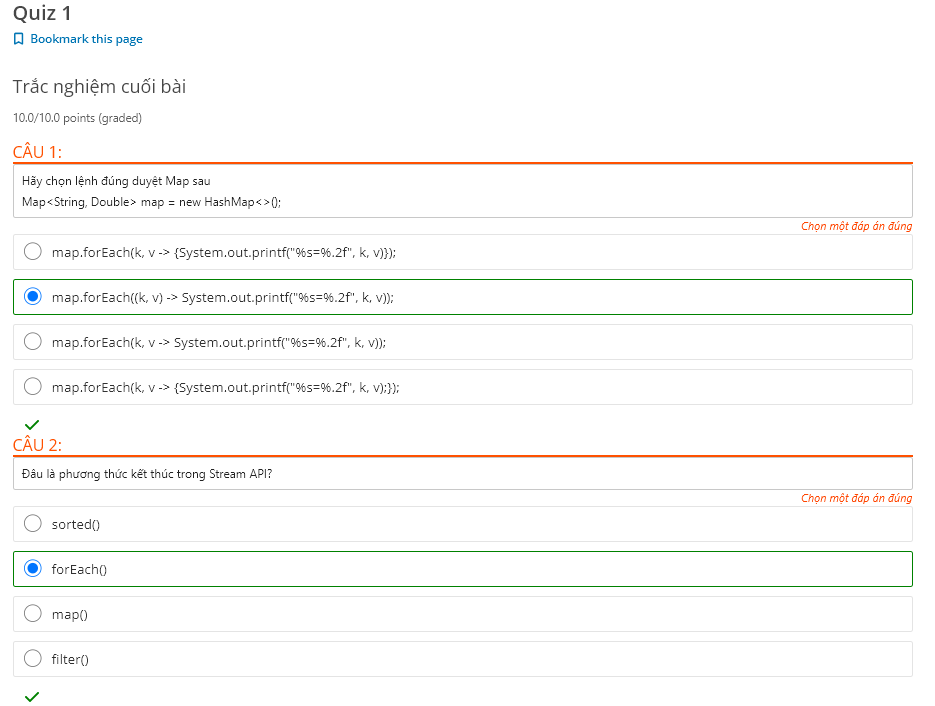 Quiz 1
Bookmark this page
Trắc nghiệm cuối bài
10.0/10.0 points (graded)
CÂU 1:
Hãy chọn lệnh đúng duyệt Map sau
Map<String, Double> map = new HashMap<>();
Chọn một đáp án đúng
map.forEach(k, v -> {System.out.printf("%s=%.2f", k, v)});
map.forEach((k, v) -> System.out.printf("%s=%.2f", k, v));
map.forEach(k, v -> System.out.printf("%s=%.2f", k, v));
map.forEach(k, v -> {System.out.printf("%s=%.2f", k, v);});
CÂU 2:
Đâu là phương thức kết thúc trong Stream API?
Chọn một đáp án đúng
sorted()
forEach()
map()
filter()